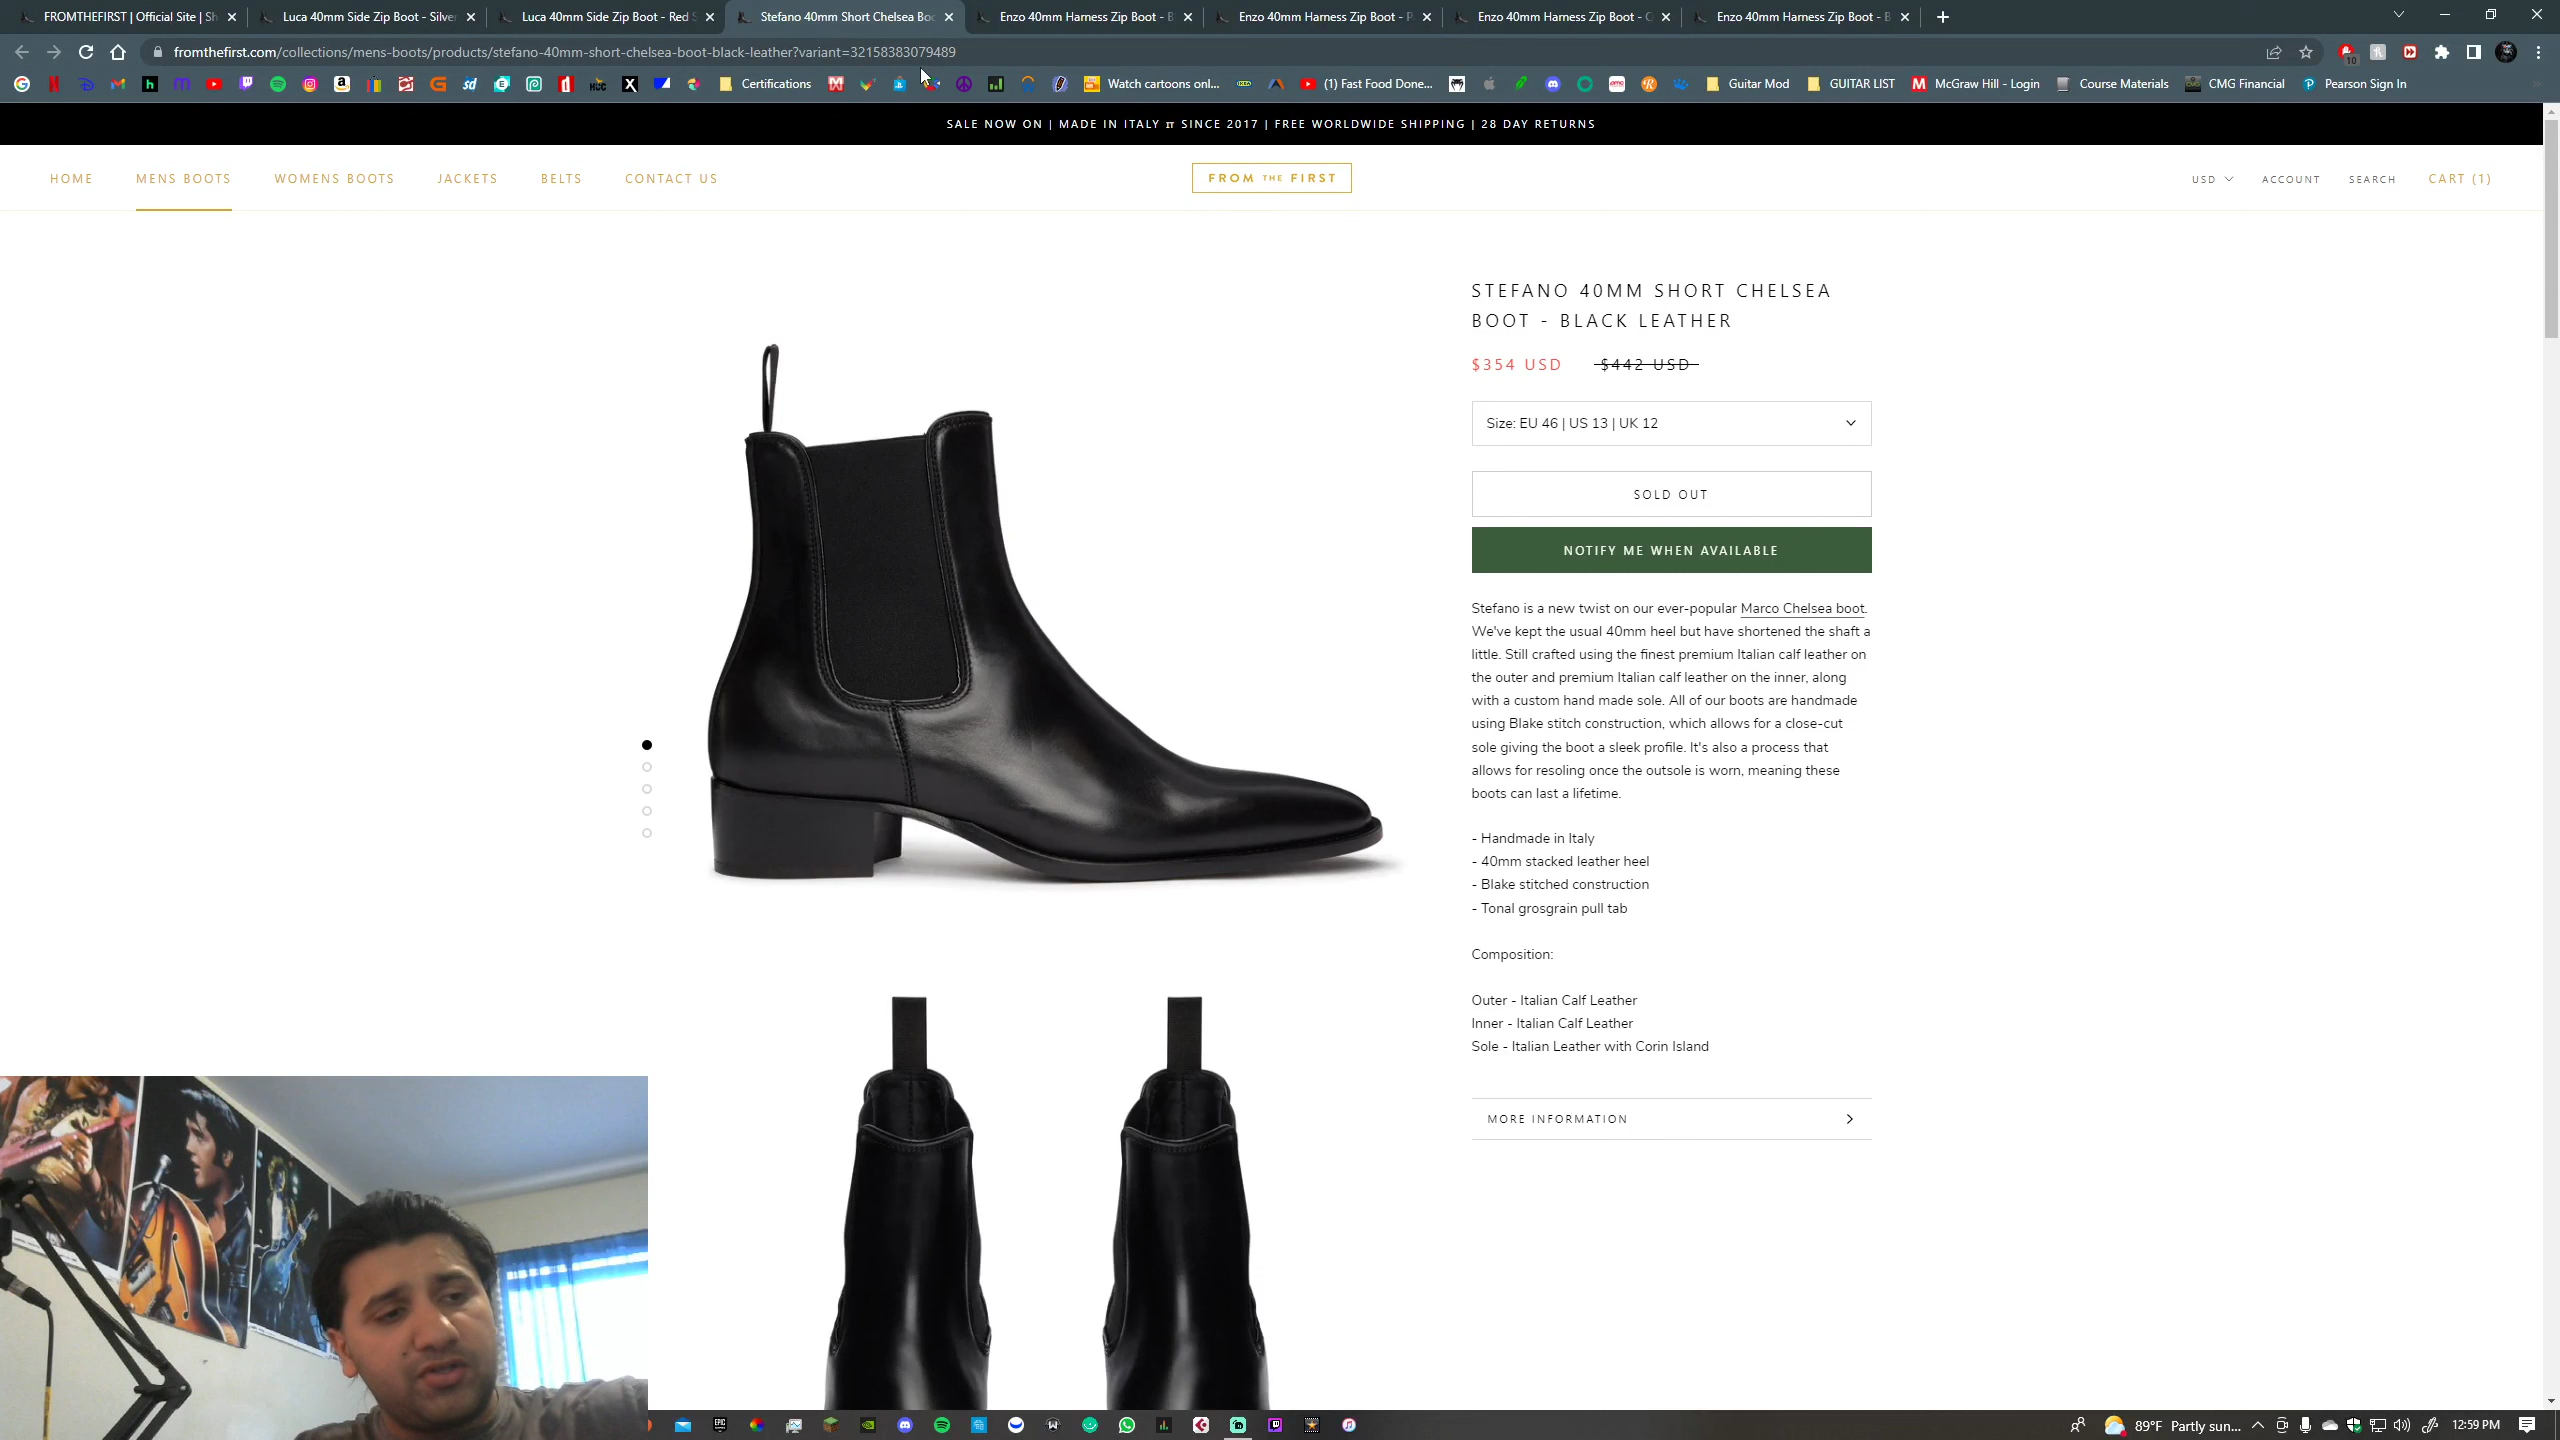 FROMTHEFIRST | Official Site | Sh
Luca 40mm Side Zip Boot - Silver
Luca 40mm Side Zip Boot - Red S
Stefano 40mm Short Chelsea Boo
Enzo 40mm Harness Zip Boot - B
Enzo 40mm Harness Zip Boot - P
Enzo 40mm Harness Zip Boot - C
Enzo 40mm Harness Zip Boot - B
fromthefirst.com/collections/mens-boots/products/stefano-40mm-short-chelsea-boot-black-leather?variant=32158383079489
10
Certifications
Watch cartoons onl...
(1) Fast Food Done...
Guitar Mod
GUITAR LIST
McGraw Hill - Login
Course Materials
CMG Financial
Pearson Sign In
SALE NOW ON | MADE IN ITALY IT SINCE 2017 | FREE WORLDWIDE SHIPPING | 28 DAY RETURNS
HOME
MENS BOOTS
WOMENS BOOTS
JACKETS
BELTS
CONTACT US
FROM THE FIRST
USD
ACCOUNT
SEARCH
CART (1)
STEFANO 40MM SHORT CHELSEA
BOOT - BLACK LEATHER
$354 USD $442 USD
Size: EU 46 | US 13 | UK 12
SOLD OUT
NOTIFY ME WHEN AVAILABLE
Stefano is a new twist on our ever-popular Marco Chelsea boot.
We've kept the usual 40mm heel but have shortened the shaft a
little. Still crafted using the finest premium Italian calf leather on
the outer and premium Italian calf leather on the inner, along
with a custom hand made sole. All of our boots are handmade
using Blake stitch construction, which allows for a close-cut
sole giving the boot a sleek profile. It's also a process that
allows for resoling once the outsole is worn, meaning these
boots can last a lifetime.
- Handmade in Italy
- 40mm stacked leather heel
- Blake stitched construction
- Tonal grosgrain pull tab
Composition:
Outer - Italian Calf Leather
Inner - Italian Calf Leather
Sole - Italian Leather with Corin Island
MORE INFORMATION
89°F Partly sun...
12:59 PM